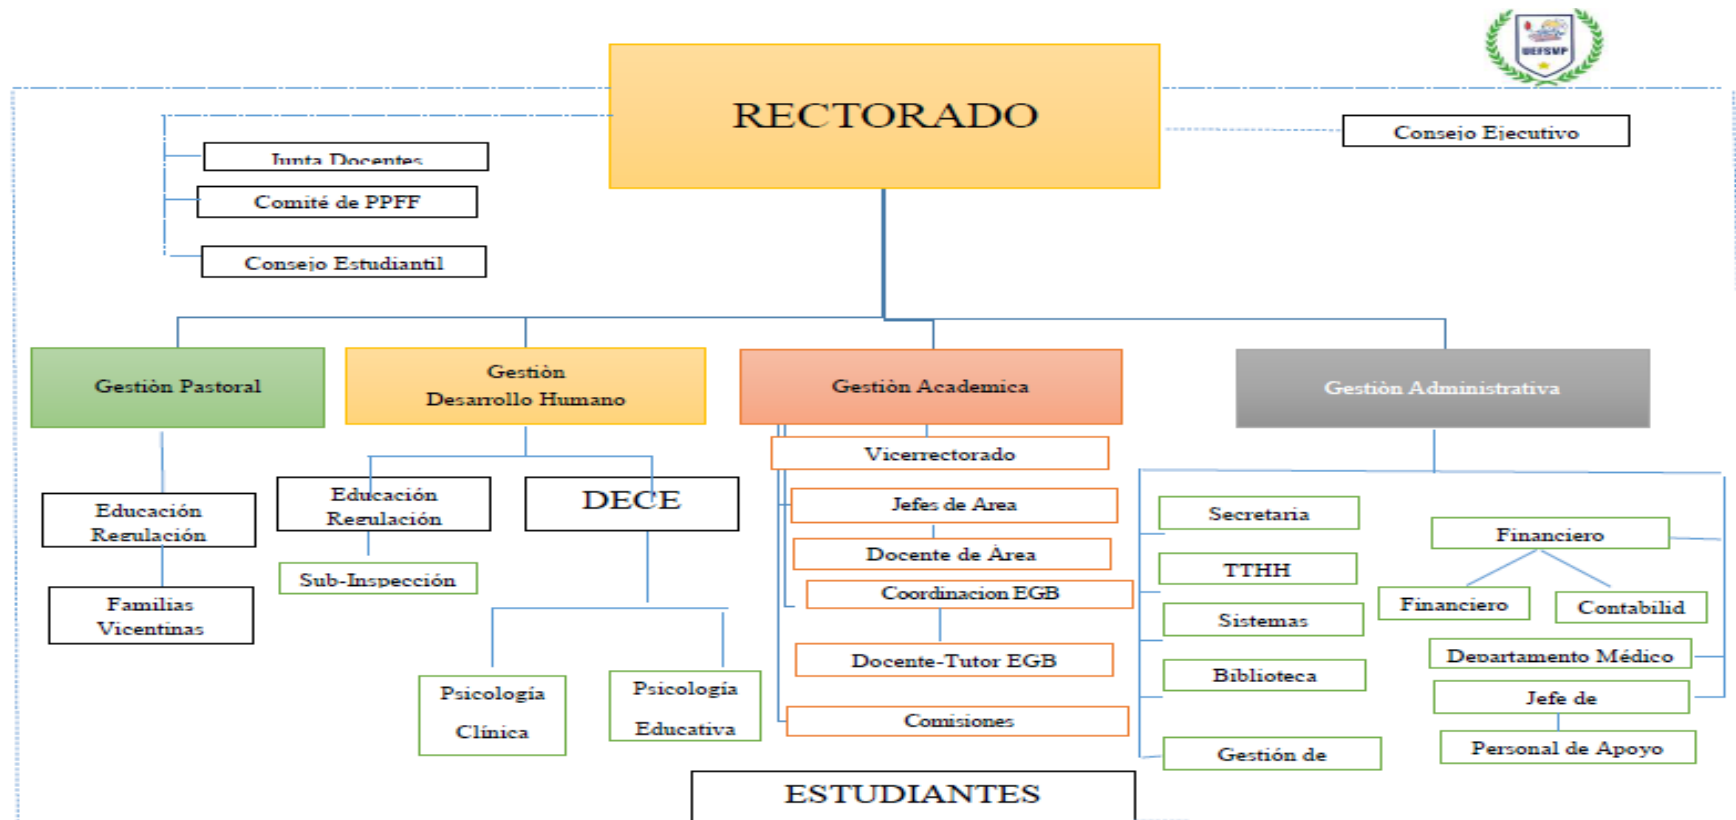 UEFSVP
RECTORADO
Consejo Ejecutivo
Junta Docentes
Comité de PPFF
Consejo Estudiantil
Gestiòn Pastoral
Gestiòn
Desarrollo Humano
Gestiòn Academica
Gestiòn Administrativa
Educación
Regulación
Familias
Vicentinas
Educación
Regulación
Sub-Inspección
DECE
Psicología
Clínica
Psicología
Educativa
Vicerrectorado
Jefes de Area
Docente de Área
Coordinacion EGB
Docente-Tutor EGB
Comisiones
Secretaria
TTHH
Sistemas
Biblioteca
Gestión de
Financiero
Financiero
Contabilid
Departamento Médico
Jefe de
Personal de Apoyo
ESTUDIANTES